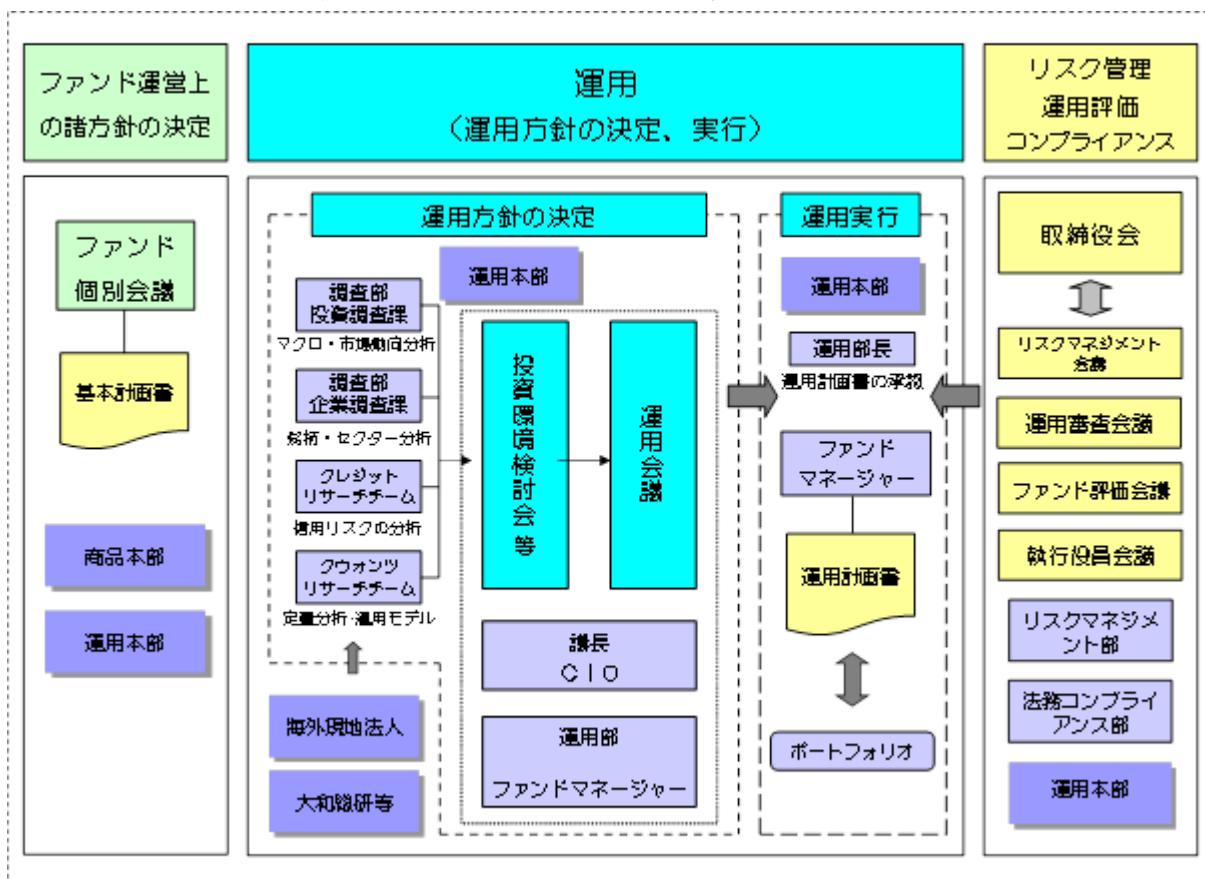 ファンド運営上
の諸方針の決定
運用
（運用方針の決定、実行）
リスク管理
運用評価
コンプライアンス
ファンド
個別会議
基本計画書
商品本部
運用本部
運用方針の決定
運用本部
調査部
投資調査課
マクロ・市場動向分析
調査部
企業調査課
銘柄・セクター分析
クレジット
リサーチチーム
信用リスクの分析
クウォンツ
リサーチチーム
定量分析・運用モデル
海外現地法人
大和総研等
投資環境検討会等
運用会議
議長
ＣＩＯ
運用部
ファンドマネージャー
運用実行
運用本部
運用部長
運用計画書の承認
ファンド
マネージャー
運用計画書
ポートフォリオ
取締役会
リスクマネジメント
会議
運用審査会議
ファンド評価会議
執行役員会議
リスクマネジメ
ント部
法務コンプライ
アンス部
運用本部